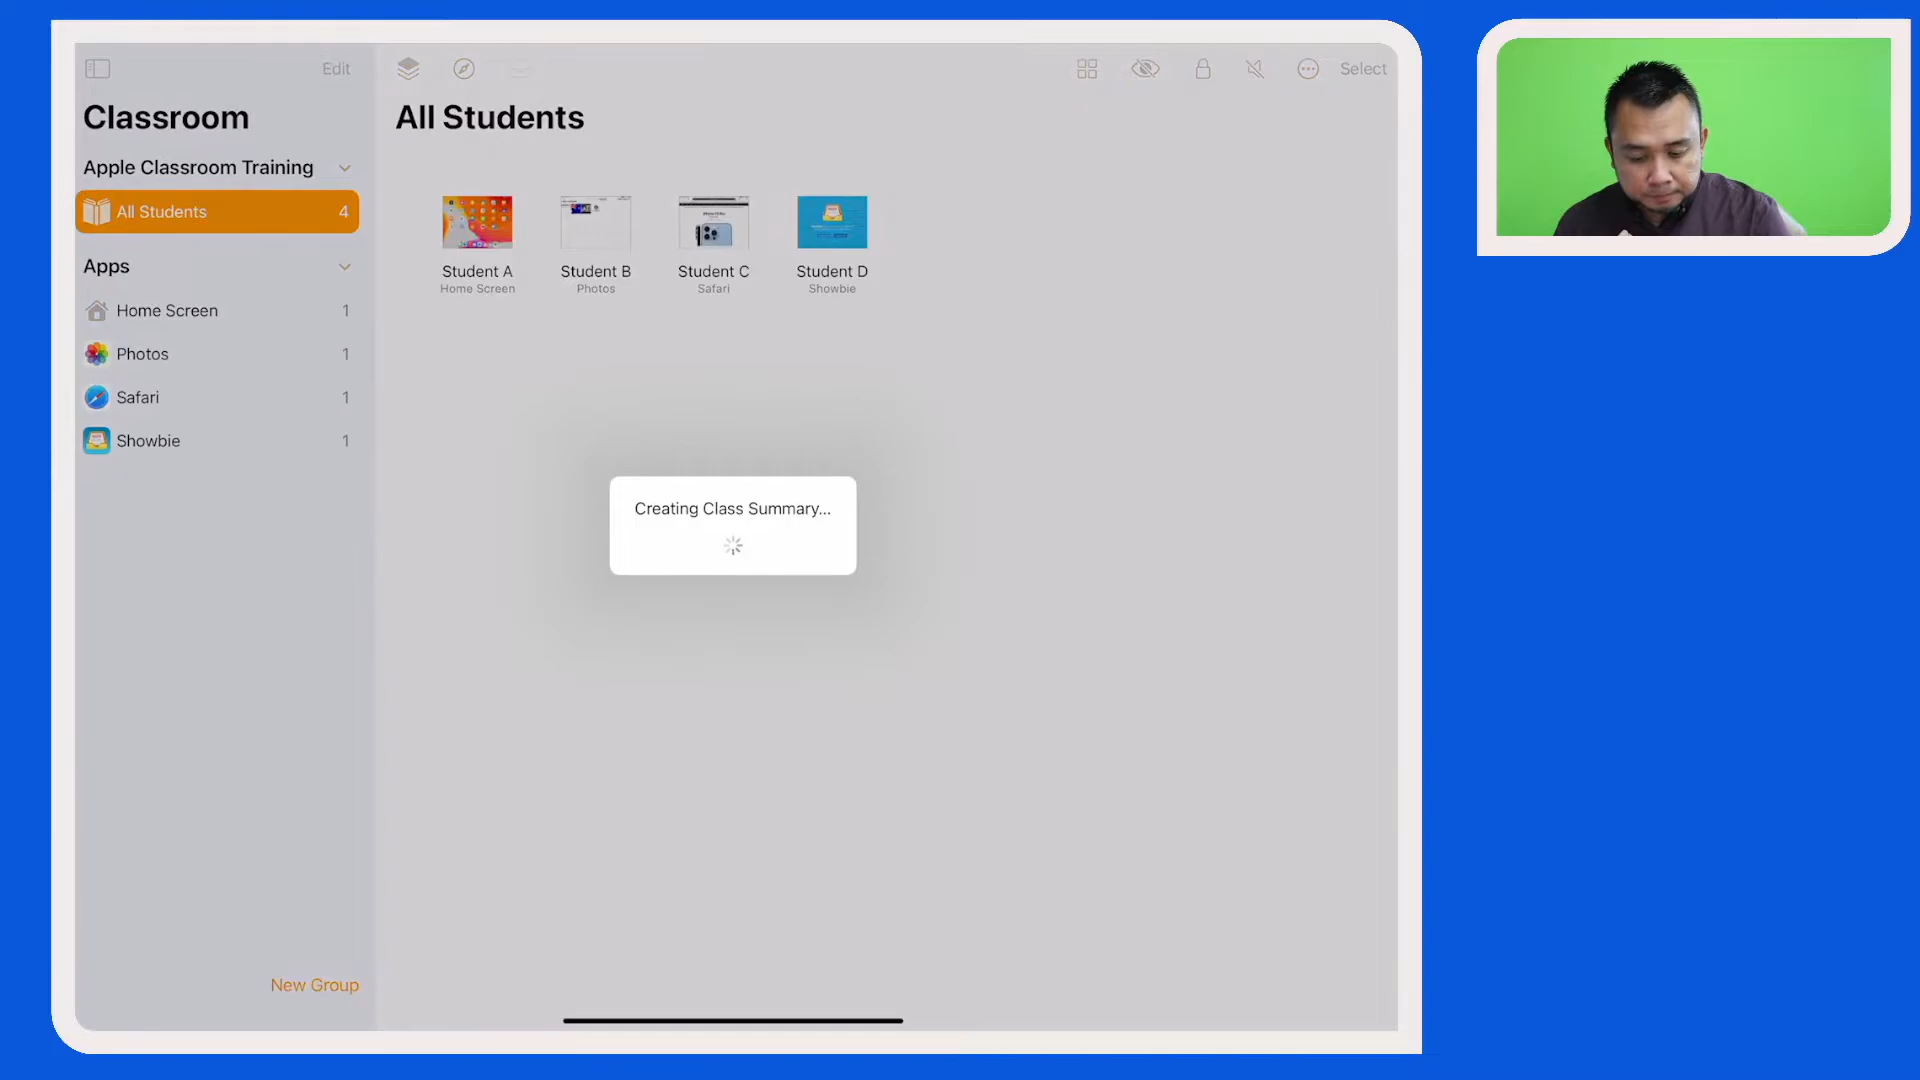 Edit
Select
Classroom
All Students
Apple Classroom Training
All Students 4
Student A
Home Screen
Student B
Photos
Student C
Safari
Student D
Showbie
Apps
Home Screen 1
Photos 1
Safari 1
Showbie 1
Creating Class Summary...
New Group